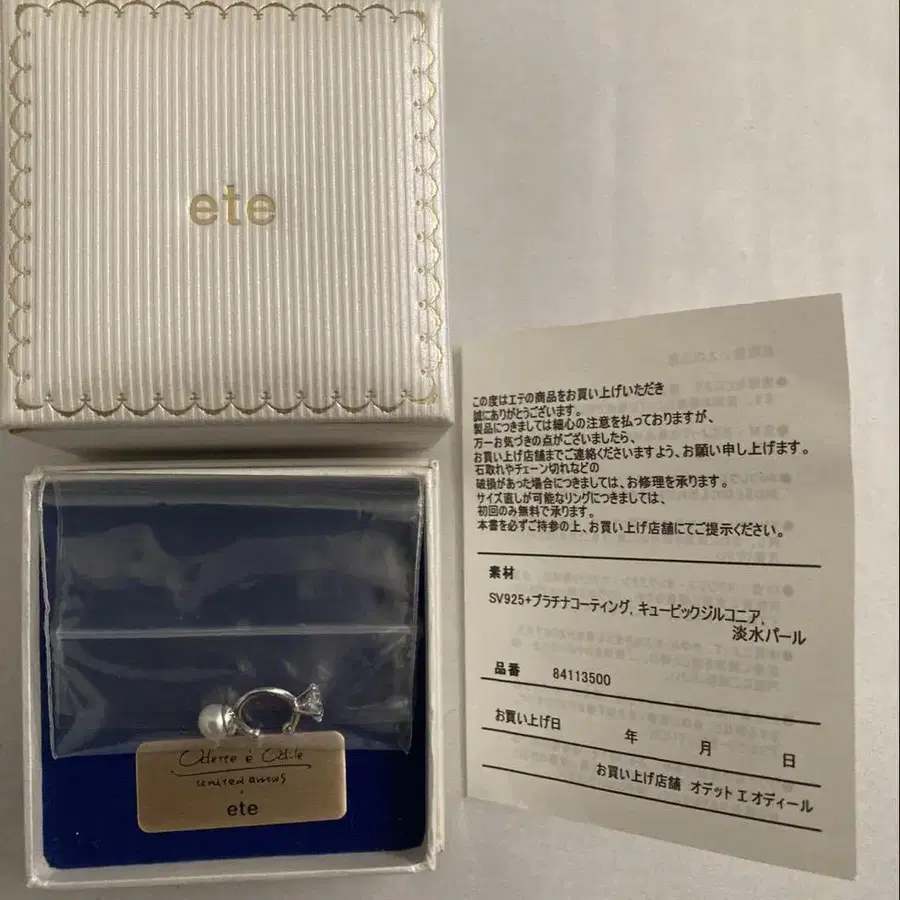 ete
Odette é Odile
united arrows
ete
この度はエテの商品をお買い上げいただき
誠にありがとうございます。
製品につきましては細心の注意を払っておりますが、
万一お気づきの点がございましたら、
お買い上げ店舗までご連絡くださいますよう、お願い申し上げます。
石取れやチェーン切れなどの
破損があった場合につきましては、お修理を承ります。
サイズ直しが可能なリングにつきましては、
初回のみ無料で承ります。
本書を必ずご持参の上、お買い上げ店舗にてご提示ください。
素材
SV925+プラチナコーティング, キュービックジルコニア,
淡水パール
品番 84113500
お買い上げ日 年 月 日
お買い上げ店舗 オデット エ オディール